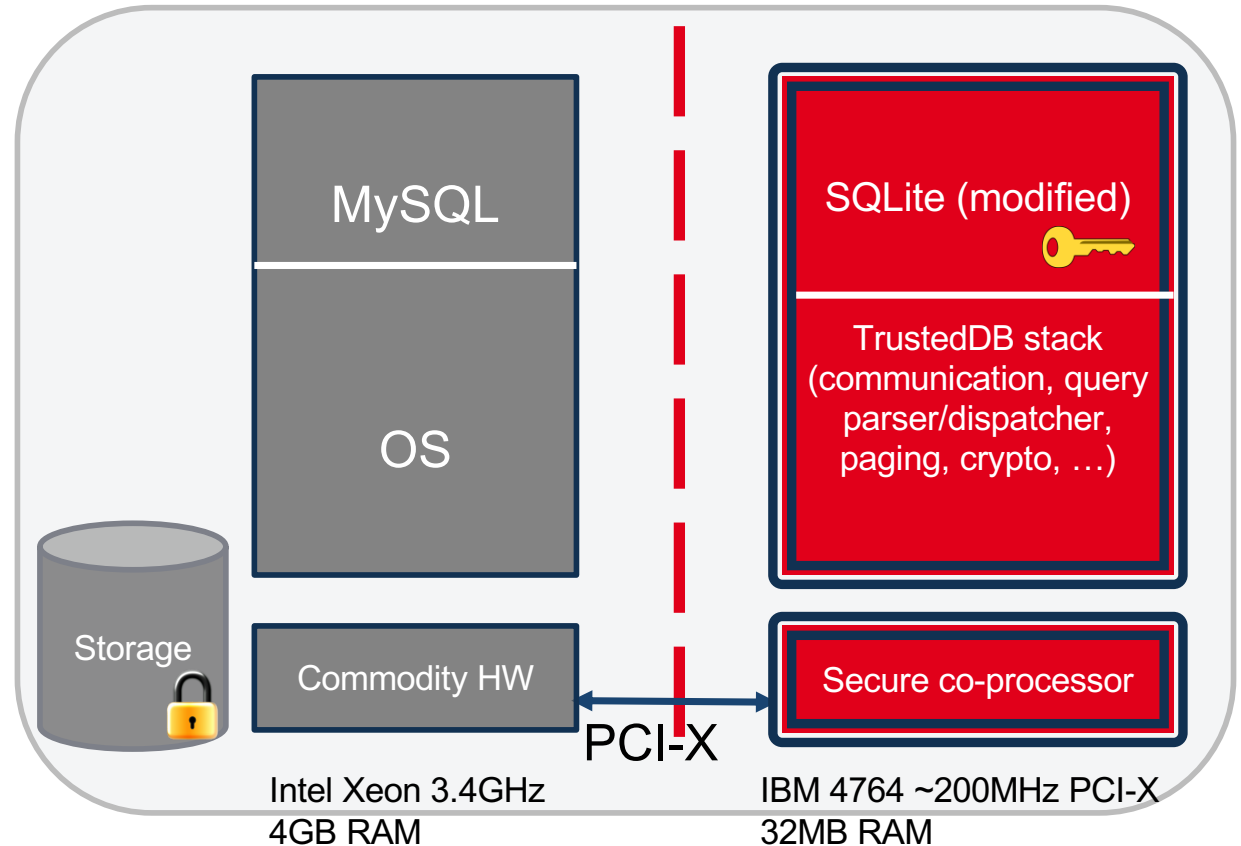 MySQL
OS
Storage
Commodity HW
PCI-X
Intel Xeon 3.4GHz
4GB RAM
SQLite (modified)
TrustedDB stack
(communication, query
parser/dispatcher,
paging, crypto, …)
Secure co-processor
IBM 4764 ~200MHz PCI-X
32MB RAM